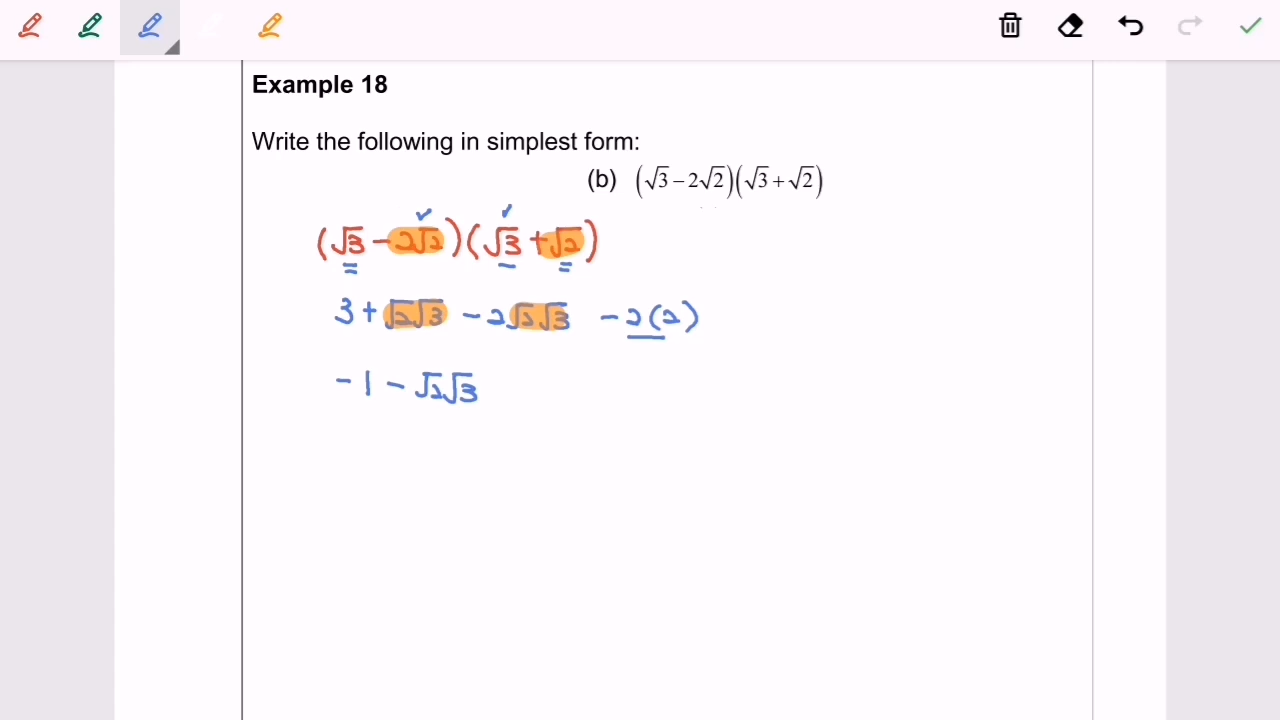 Example 18
Write the following in simplest form:
(b) (√3 − 2√2)(√3 + √2)
(√3 − 2√2)(√3 + √2)
3 + √2√3 − 2√2√3 − 2(2)
−1 − √2√3